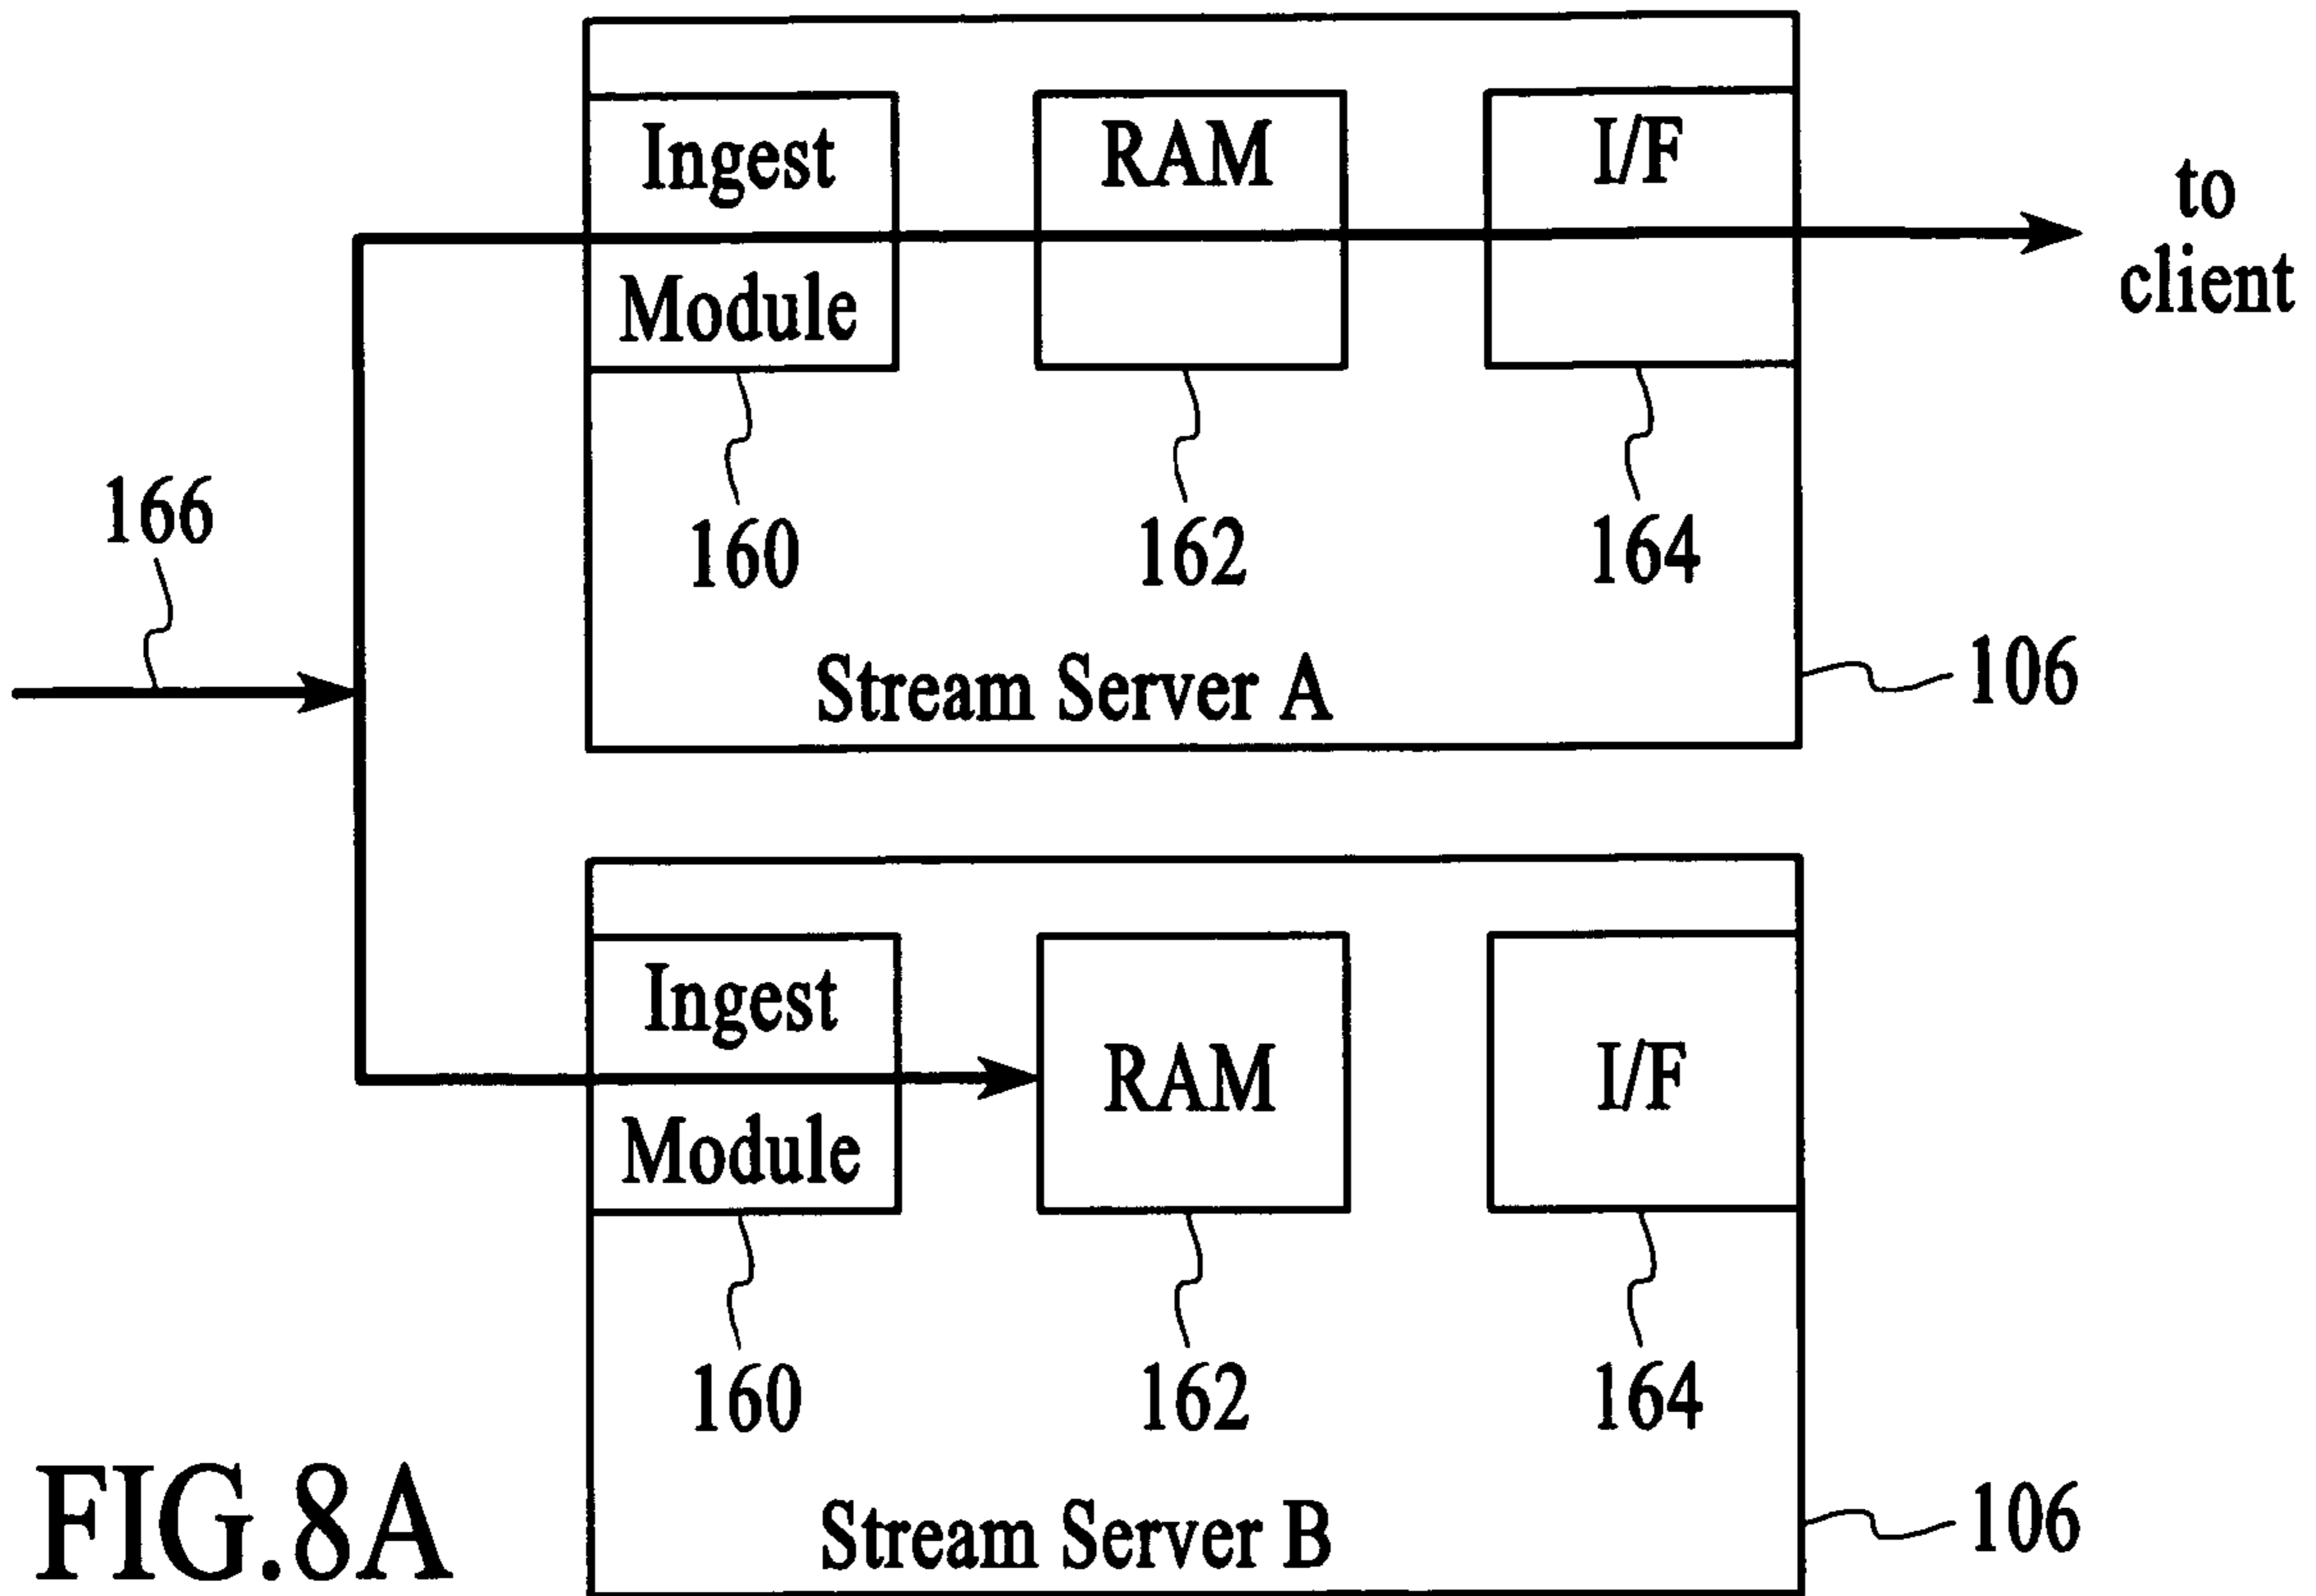 Ingest
Module
RAM
I/F
to
client
160
162
164
166
Stream Server A
106
Ingest
Module
RAM
I/F
160
162
164
Stream Server B
106
FIG.8A